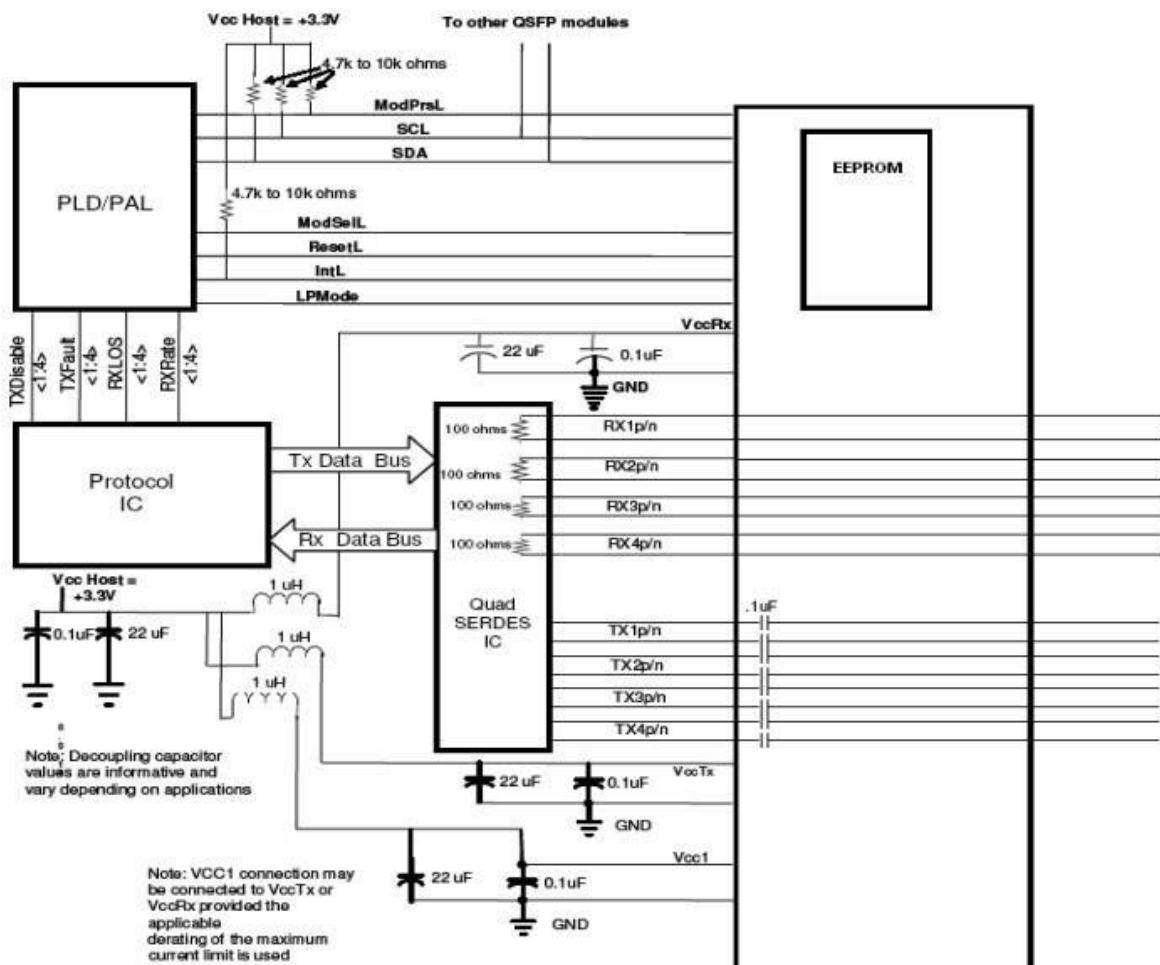 Vcc Host = +3.3V
To other QSFP modules
4.7k to 10k ohms
ModPrsL
SCL
SDA
EEPROM
PLD/PAL
4.7k to 10k ohms
ModSelL
ResetL
IntL
LPMode
VccRx
TXDisable
<1:4>
TXFault
<1:4>
RXLOS
<1:4>
RXRate
<1:4>
22 uF
0.1uF
GND
100 ohms
RX1p/n
Tx Data Bus
100 ohms
RX2p/n
Protocol
IC
100 ohms
RX3p/n
Rx Data Bus
100 ohms
RX4p/n
Vcc Host =
+3.3V
1 uH
Quad
SERDES
IC
.1uF
0.1uF
22 uF
1 uH
TX1p/n
TX2p/n
1 uH
TX3p/n
TX4p/n
Note: Decoupling capacitor
values are informative and
vary depending on applications
VccTx
22 uF
0.1uF
GND
Vcc1
Note: VCC1 connection may
be connected to VccTx or
VccRx provided the
applicable
derating of the maximum
current limit is used
22 uF
0.1uF
GND